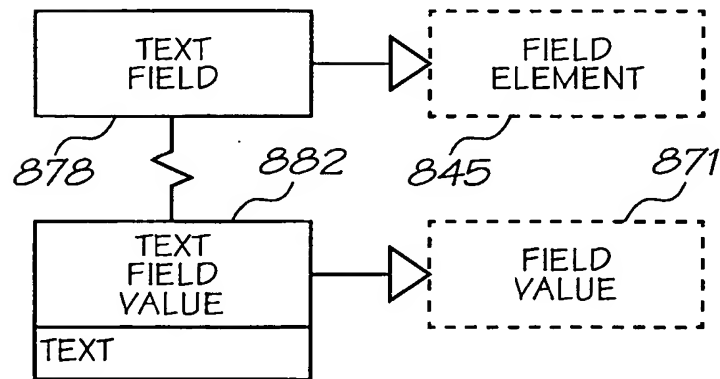 TEXT
FIELD
FIELD
ELEMENT
878
882
845
871
TEXT
FIELD
VALUE
FIELD
VALUE
TEXT